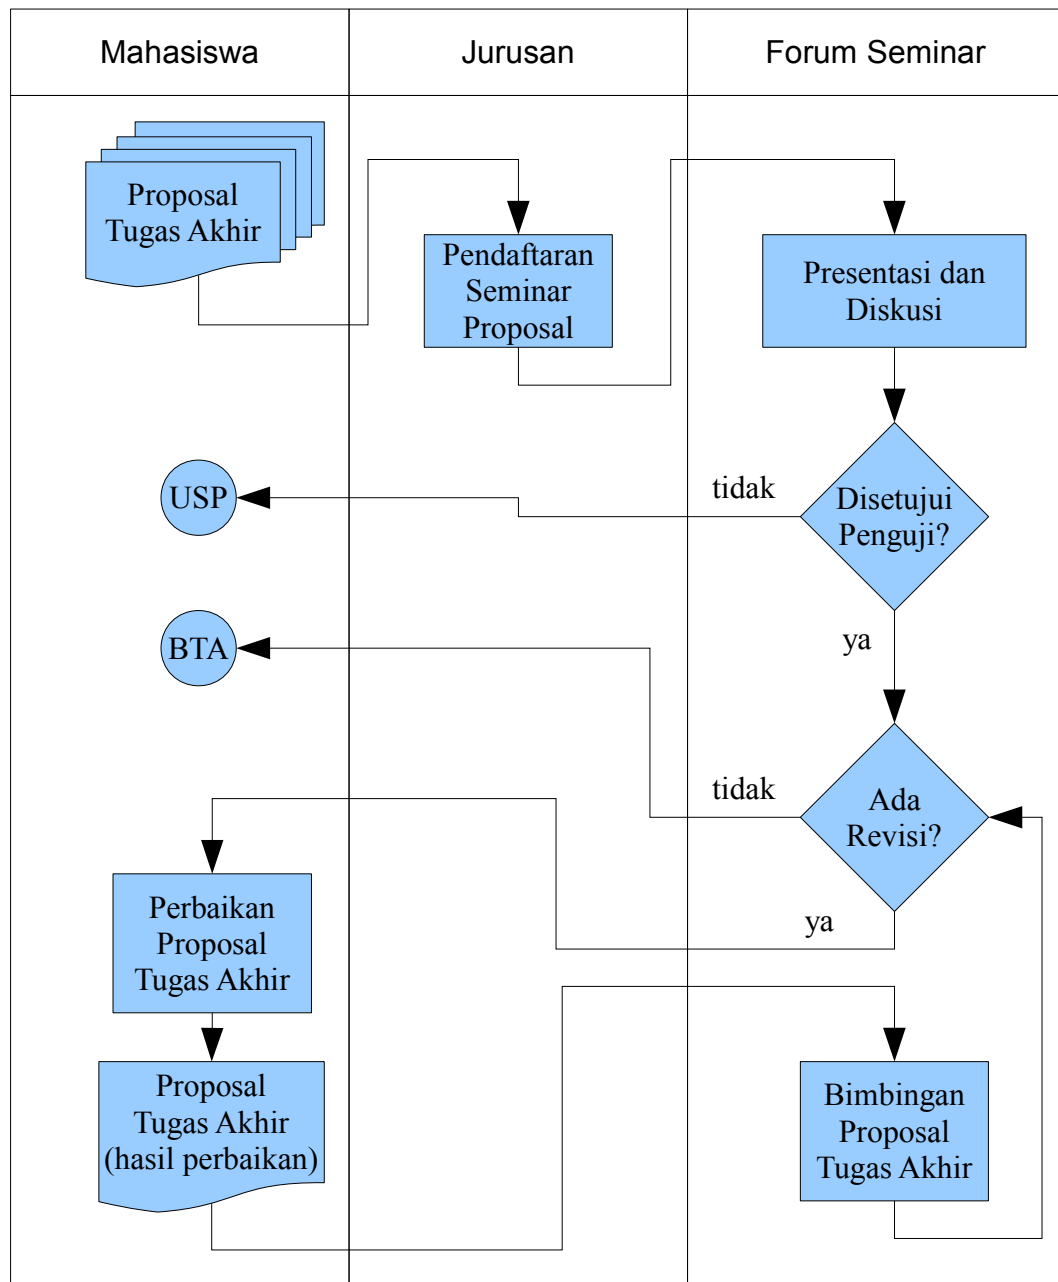 Mahasiswa
Jurusan
Forum Seminar
Proposal
Tugas Akhir
Pendaftaran
Seminar
Proposal
Presentasi dan
Diskusi
USP
tidak
Disetujui
Penguji?
BTA
ya
tidak
Ada
Revisi?
Perbaikan
Proposal
Tugas Akhir
ya
Proposal
Tugas Akhir
(hasil perbaikan)
Bimbingan
Proposal
Tugas Akhir